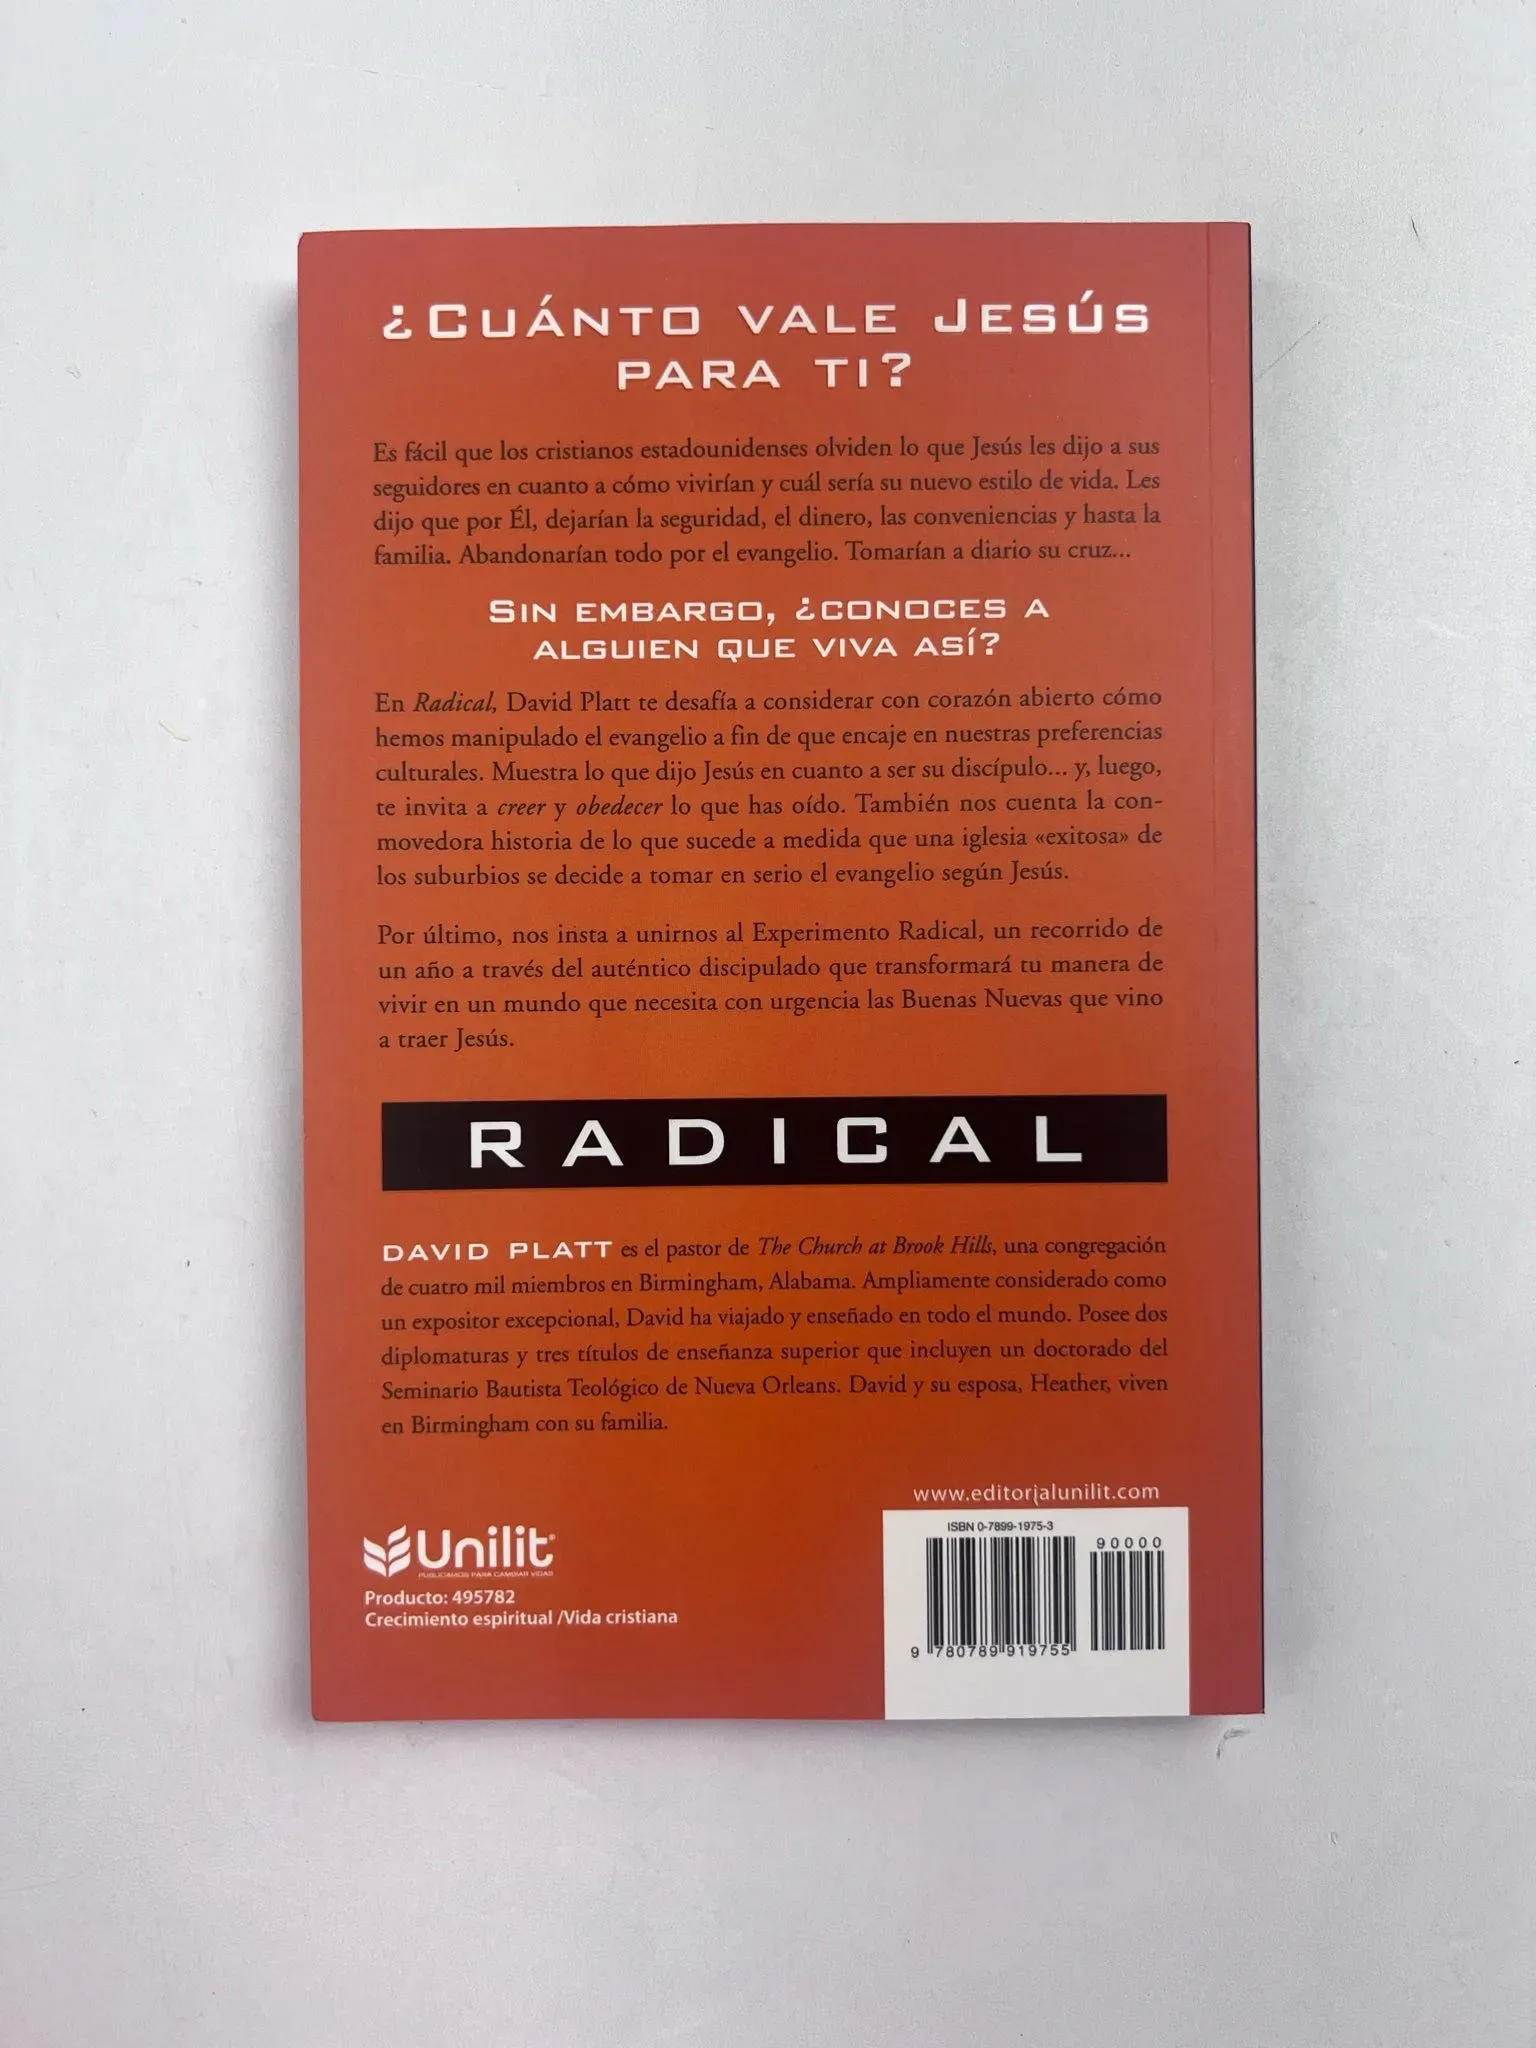 ¿CUÁNTO VALE JESÚS
PARA TI?
Es fácil que los cristianos estadounidenses olviden lo que Jesús les dijo a sus
seguidores en cuanto a cómo vivirían y cuál sería su nuevo estilo de vida. Les
dijo que por Él, dejarían la seguridad, el dinero, las conveniencias y hasta la
familia. Abandonarían todo por el evangelio. Tomarían a diario su cruz...
SIN EMBARGO, ¿CONOCES A
ALGUIEN QUE VIVA ASÍ?
En Radical, David Platt te desafía a considerar con corazón abierto cómo
hemos manipulado el evangelio a fin de que encaje en nuestras preferencias
culturales. Muestra lo que dijo Jesús en cuanto a ser su discípulo... y, luego,
te invita a creer y obedecer lo que has oído. También nos cuenta la con-
movedora historia de lo que sucede a medida que una iglesia «exitosa» de
los suburbios se decide a tomar en serio el evangelio según Jesús.
Por último, nos insta a unirnos al Experimento Radical, un recorrido de
un año a través del auténtico discipulado que transformará tu manera de
vivir en un mundo que necesita con urgencia las Buenas Nuevas que vino
a traer Jesús.
RADICAL
DAVID PLATT es el pastor de The Church at Brook Hills, una congregación
de cuatro mil miembros en Birmingham, Alabama. Ampliamente considerado como
un expositor excepcional, David ha viajado y enseñado en todo el mundo. Posee dos
diplomaturas y tres títulos de enseñanza superior que incluyen un doctorado del
Seminario Bautista Teológico de Nueva Orleans. David y su esposa, Heather, viven
en Birmingham con su familia.
www.editorialunilit.com
Unilit®
PUBLICAMOS PARA CAMBIAR VIDAS
Producto: 495782
Crecimiento espiritual /Vida cristiana
ISBN 0-7899-1975-3
90000
9 780789 919755